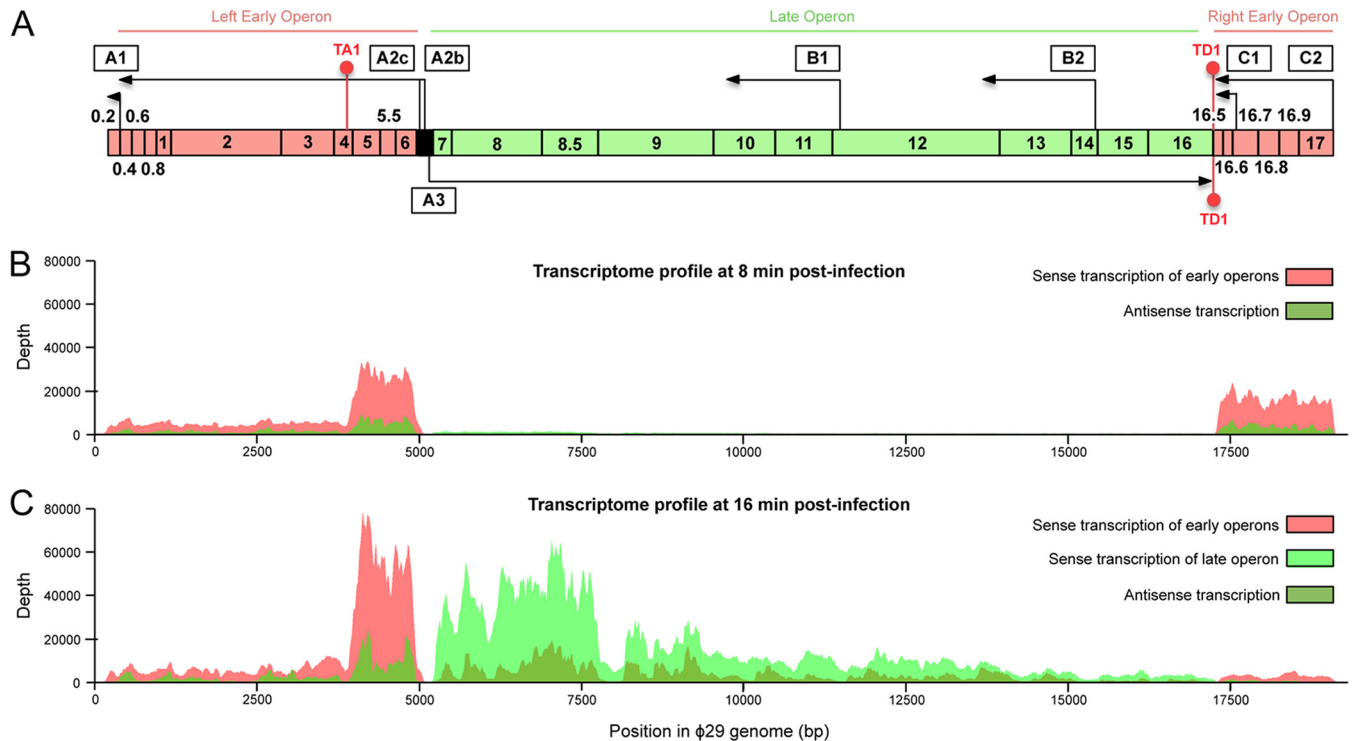 A
Left Early Operon
Late Operon
Right Early Operon
A1
TA1
A2c
A2b
B1
B2
TD1
C1
C2
0.2
0.6
5.5
16.5
16.7
16.9
1
2
3
4
5
6
7
8
8.5
9
10
11
12
13
14
15
16
17
0.4
0.8
16.6
16.8
A3
TD1
B
Transcriptome profile at 8 min post-infection
Sense transcription of early operons
Antisense transcription
Depth
80000
60000
40000
20000
0
0
2500
5000
7500
10000
12500
15000
17500
C
Transcriptome profile at 16 min post-infection
Sense transcription of early operons
Sense transcription of late operon
Antisense transcription
Depth
80000
60000
40000
20000
0
0
2500
5000
7500
10000
12500
15000
17500
Position in ϕ29 genome (bp)